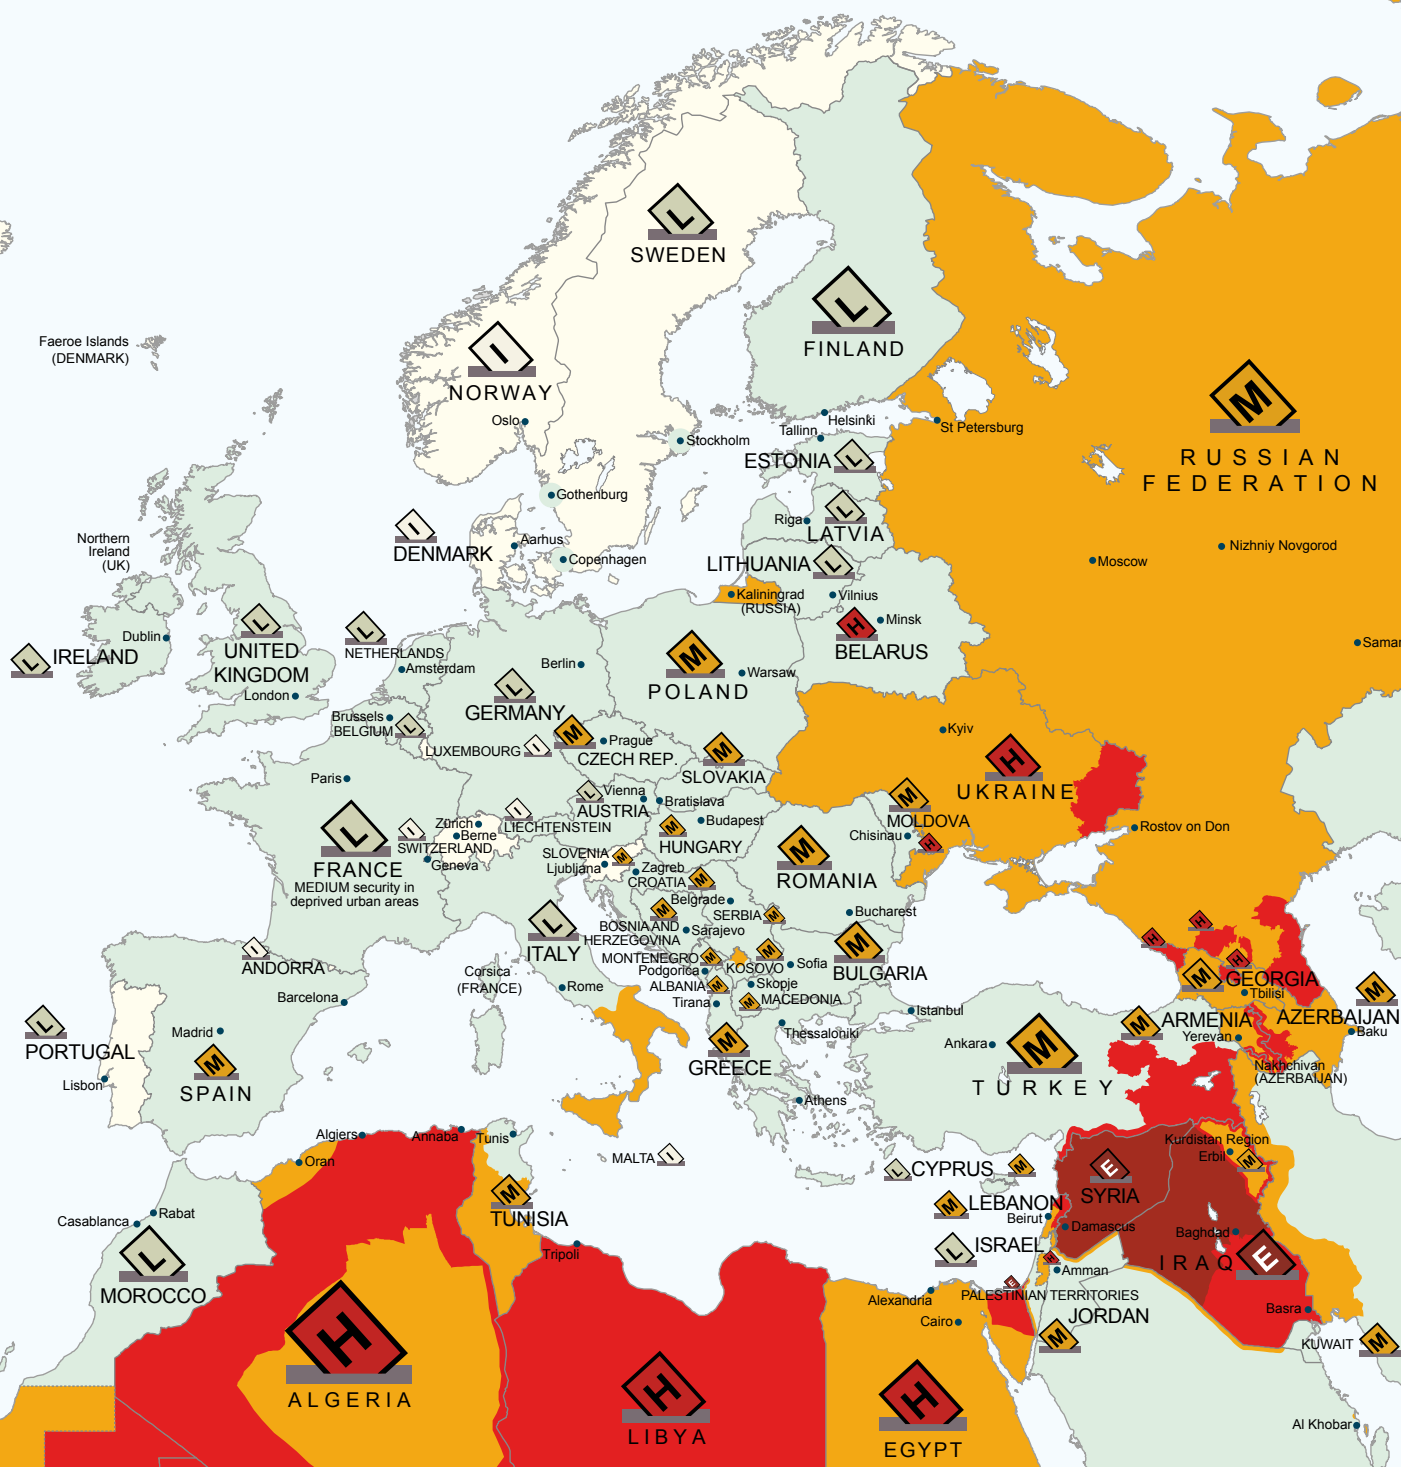 L
SWEDEN
L
FINLAND
I
NORWAY
Oslo
Faeroe Islands
(DENMARK)
M
RUSSIAN
FEDERATION
Helsinki
Tallinn
St Petersburg
Stockholm
ESTONIA
L
Gothenburg
L
Riga
LATVIA
I
DENMARK
Aarhus
Copenhagen
Northern
Ireland
(UK)
Nizhniy Novgorod
Moscow
LITHUANIA
L
Kaliningrad
(RUSSIA)
Vilnius
H
Minsk
BELARUS
Dublin
L
IRELAND
L
UNITED
KINGDOM
London
L
NETHERLANDS
Amsterdam
Samar
Berlin
M
Warsaw
POLAND
L
GERMANY
Brussels
BELGIUM
L
LUXEMBOURG
I
M
Prague
CZECH REP.
M
SLOVAKIA
Kyiv
H
UKRAINE
Paris
L
FRANCE
MEDIUM security in
deprived urban areas
L
Vienna
AUSTRIA
Bratislava
I
LIECHTENSTEIN
Zürich
Berne
I
SWITZERLAND
Geneva
Budapest
M
HUNGARY
M
MOLDOVA
Chisinau
H
Rostov on Don
SLOVENIA
M
Ljubljana
Zagreb
CROATIA
M
M
ROMANIA
Bucharest
Belgrade
SERBIA
M
M
BOSNIA AND
HERZEGOVINA
Sarajevo
L
ITALY
Rome
MONTENEGRO
M
Podgorica
M
KOSOVO
Sofia
M
BULGARIA
ALBANIA
M
Skopje
Tirana
M
MACEDONIA
I
ANDORRA
Corsica
(FRANCE)
Barcelona
Madrid
M
SPAIN
L
PORTUGAL
Lisbon
M
GREECE
Thessaloniki
Athens
Istanbul
Ankara
M
TURKEY
H
H
H
M
GEORGIA
Tbilisi
M
AZERBAIJAN
Baku
M
ARMENIA
Yerevan
Nakhchivan
(AZERBAIJAN)
Algiers
Annaba
Tunis
Oran
MALTA
I
M
TUNISIA
Tripoli
L
CYPRUS
M
Kurdistan Region
Erbil
M
E
SYRIA
M
LEBANON
Beirut
Damascus
Baghdad
IRAQ
E
Basra
L
ISRAEL
H
Amman
E
PALESTINIAN TERRITORIES
JORDAN
M
KUWAIT
M
Al Khobar
Rabat
Casablanca
L
MOROCCO
H
ALGERIA
H
LIBYA
Alexandria
Cairo
H
EGYPT